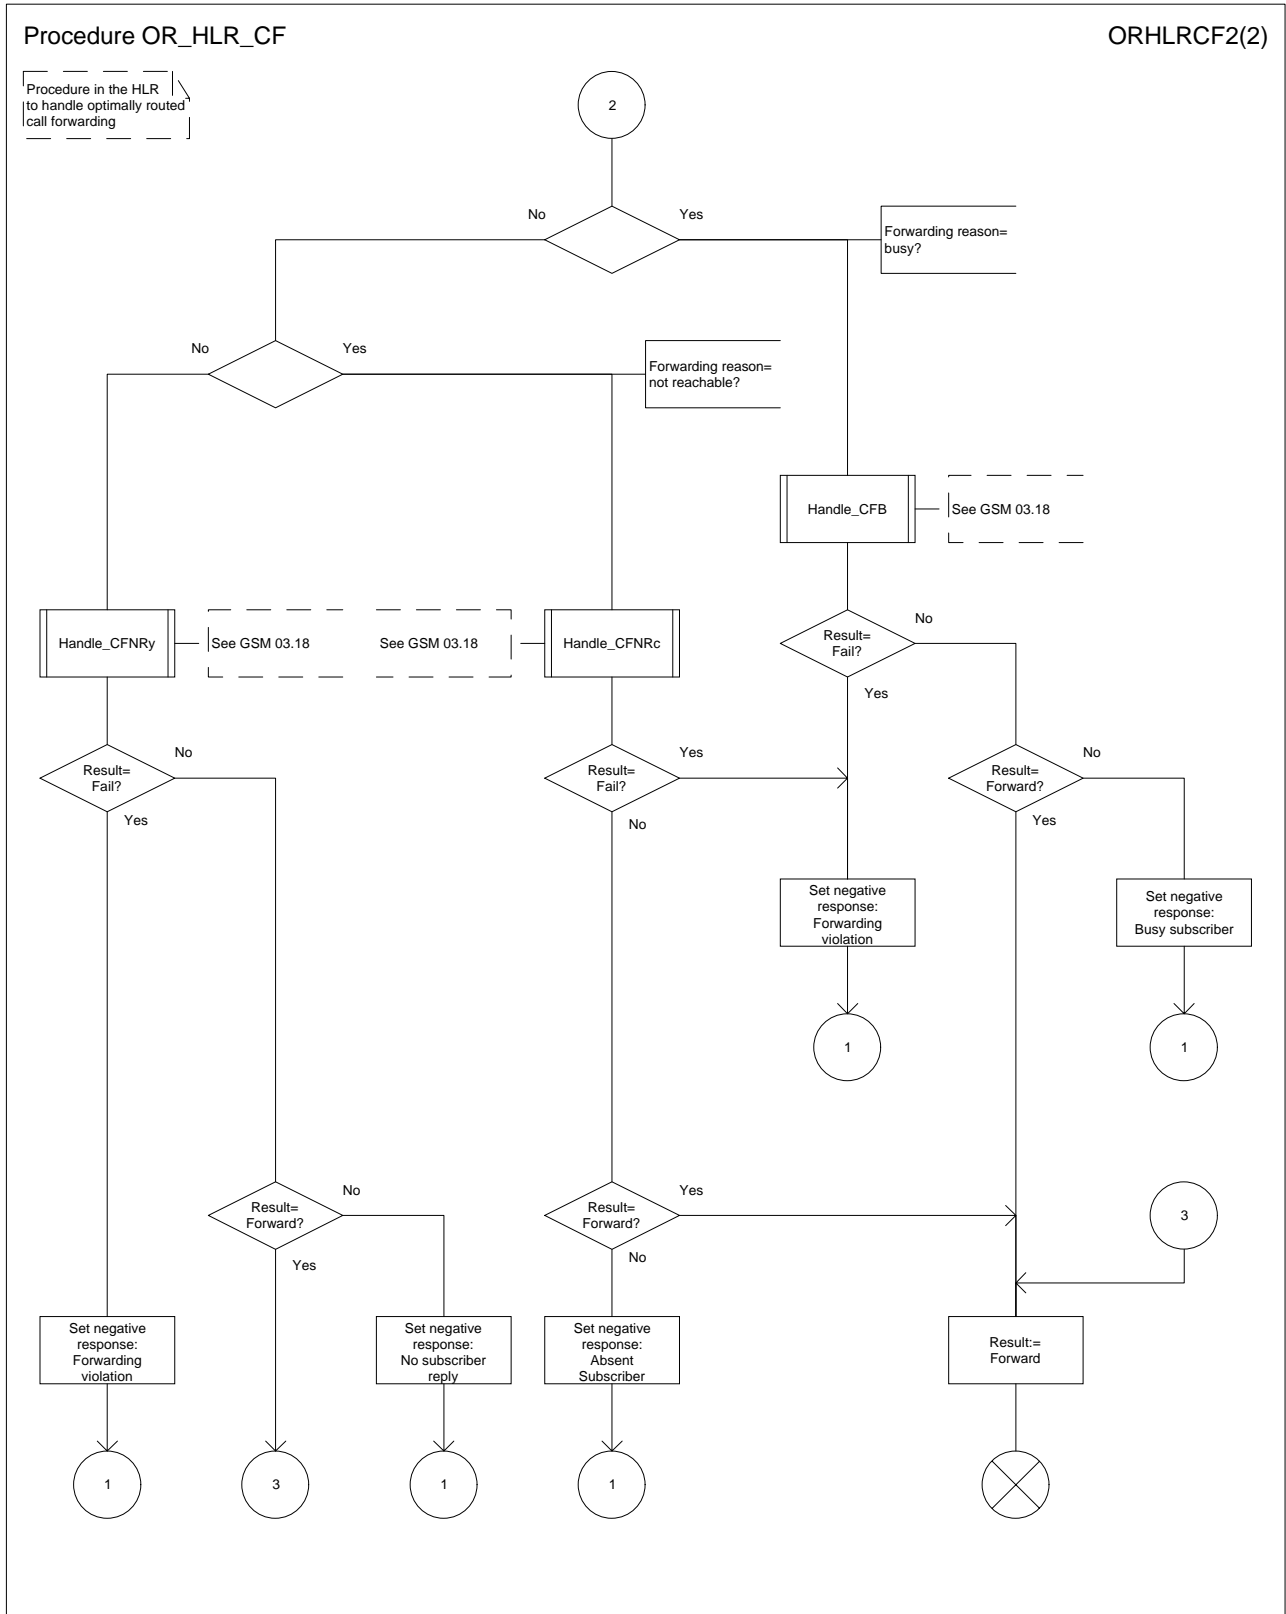 Procedure OR_HLR_CF
ORHLRCF2(2)
Procedure in the HLR
to handle optimally routed
call forwarding
2
No
Yes
Forwarding reason=
busy?
No
Yes
Forwarding reason=
not reachable?
Handle_CFB
See GSM 03.18
Handle_CFNRy
See GSM 03.18
See GSM 03.18
Handle_CFNRc
Result=
Fail?
No
Yes
Result=
Fail?
No
Yes
Result=
Fail?
Yes
No
Result=
Forward?
No
Yes
Set negative
response:
Forwarding
violation
Set negative
response:
Busy subscriber
1
1
Result=
Forward?
No
Yes
Result=
Forward?
Yes
No
3
Set negative
response:
Forwarding
violation
Set negative
response:
No subscriber
reply
Set negative
response:
Absent
Subscriber
Result:=
Forward
1
3
1
1